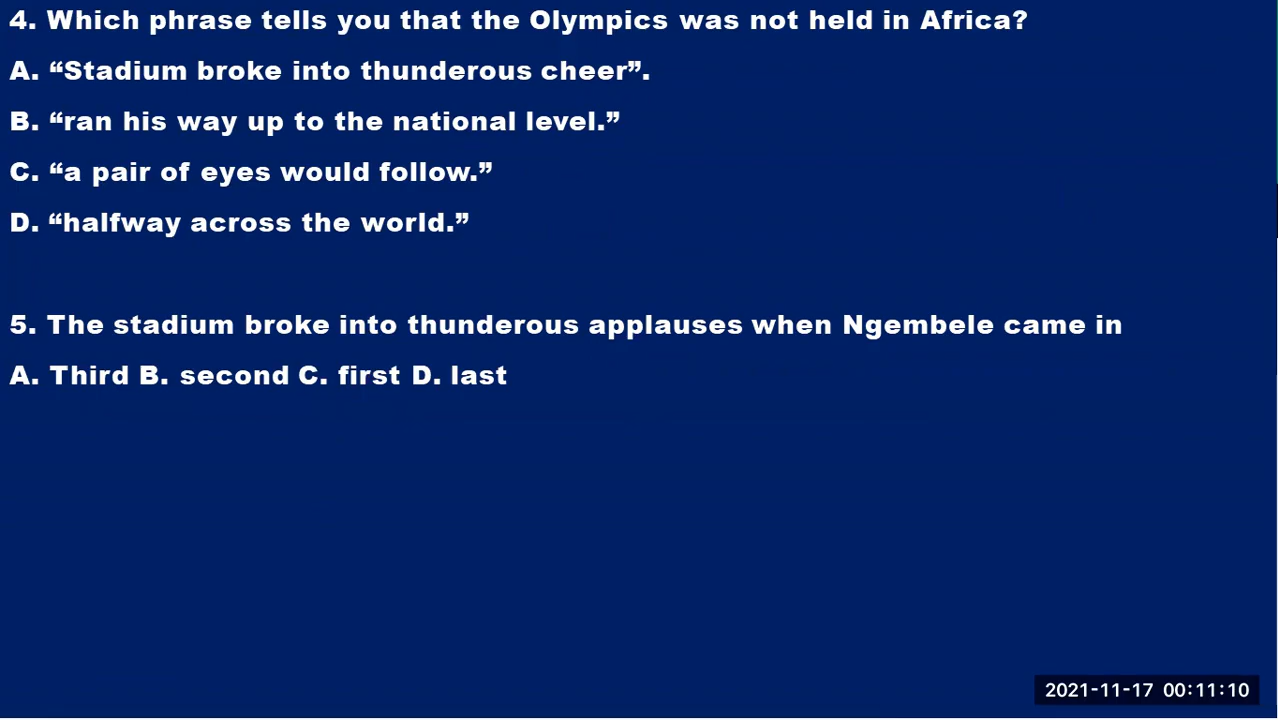 4. Which phrase tells you that the Olympics was not held in Africa?
A. “Stadium broke into thunderous cheer”.
B. “ran his way up to the national level.”
C. “a pair of eyes would follow.”
D. “halfway across the world.”
5. The stadium broke into thunderous applauses when Ngembele came in
A. Third B. second C. first D. last
2021-11-17 00:11:10